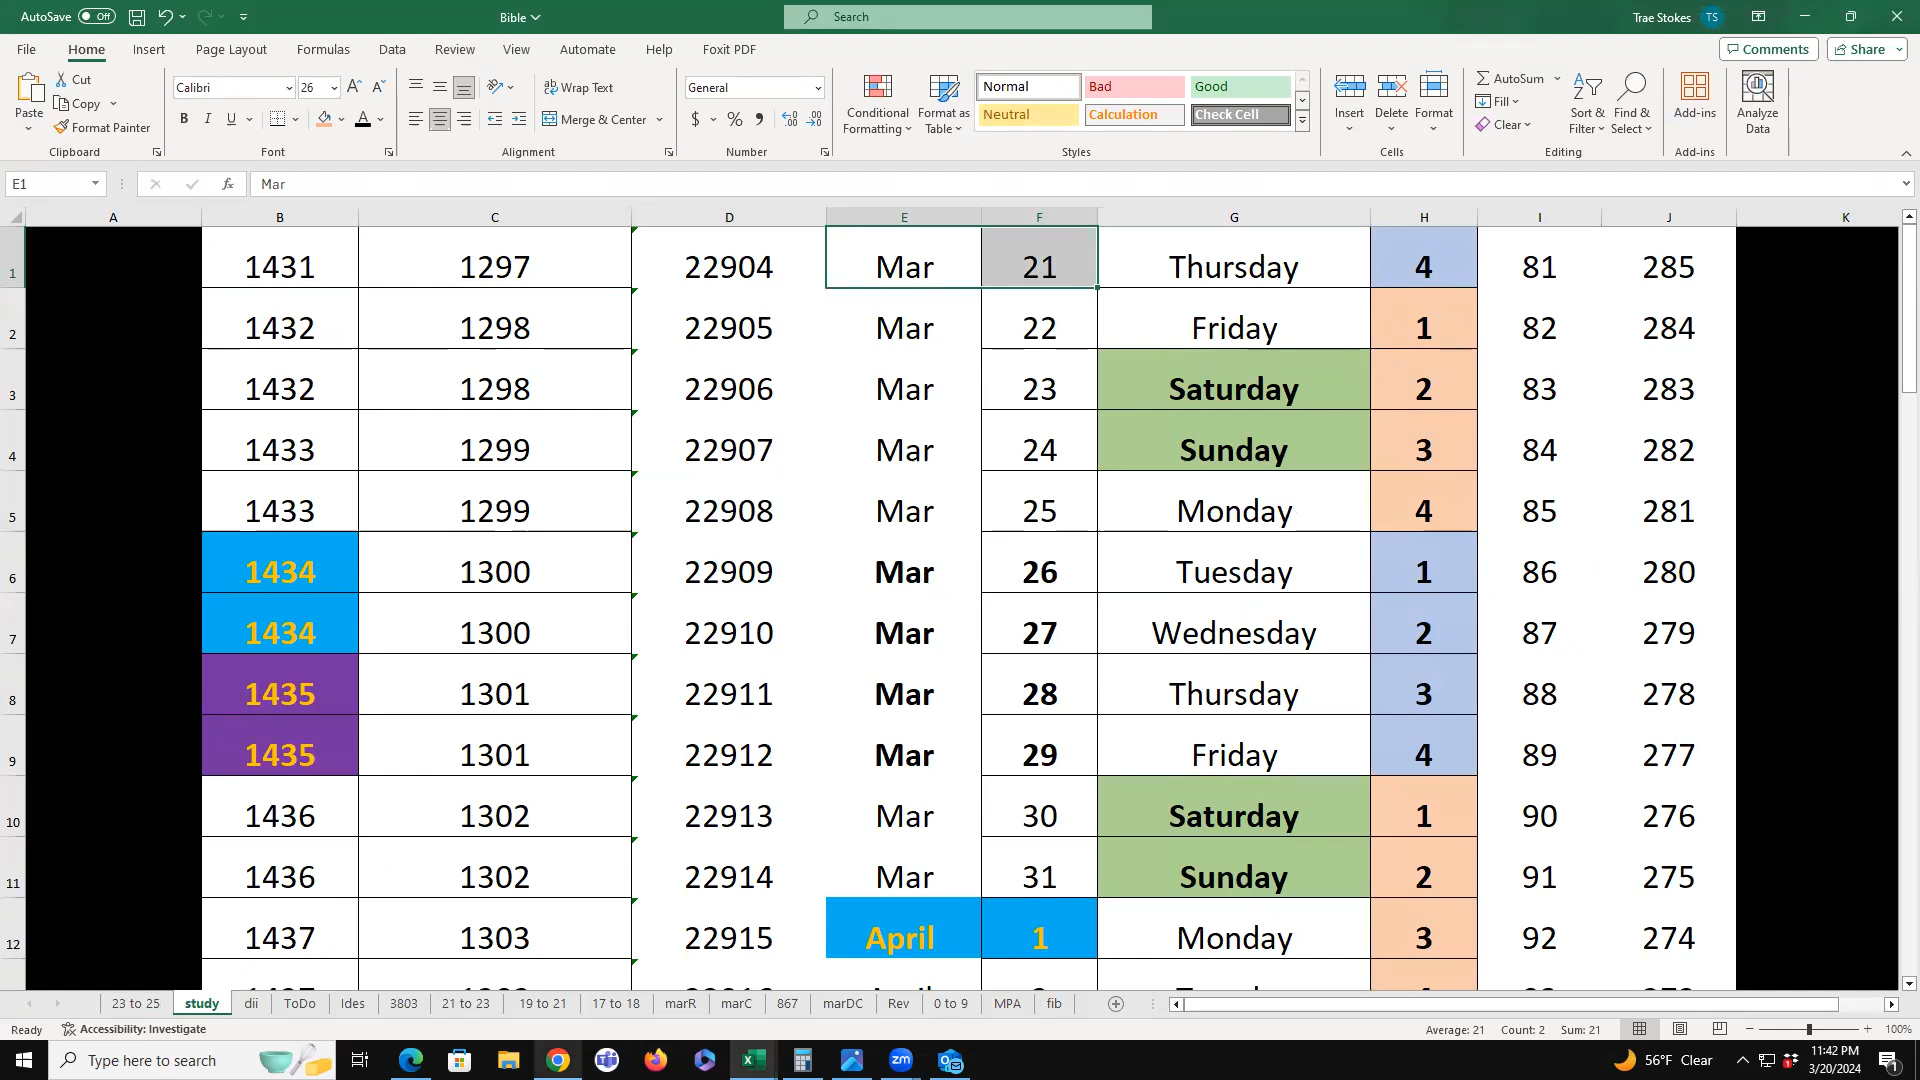 AutoSave Off Bible Search Trae Stokes TS
File Home Insert Page Layout Formulas Data Review View Automate Help Foxit PDF Comments Share
Paste Cut Copy Format Painter Calibri 26 Wrap Text Merge & Center General Conditional Formatting Format as Table Normal Bad Good Neutral Calculation Check Cell Insert Delete Format AutoSum Fill Clear Sort & Filter Find & Select Add-ins Analyze Data
Clipboard Font Alignment Number Styles Cells Editing Add-ins
E1 fx Mar
A B C D E F G H I J K
1 1431 1297 22904 Mar 21 Thursday 4 81 285
2 1432 1298 22905 Mar 22 Friday 1 82 284
3 1432 1298 22906 Mar 23 Saturday 2 83 283
4 1433 1299 22907 Mar 24 Sunday 3 84 282
5 1433 1299 22908 Mar 25 Monday 4 85 281
6 1434 1300 22909 Mar 26 Tuesday 1 86 280
7 1434 1300 22910 Mar 27 Wednesday 2 87 279
8 1435 1301 22911 Mar 28 Thursday 3 88 278
9 1435 1301 22912 Mar 29 Friday 4 89 277
10 1436 1302 22913 Mar 30 Saturday 1 90 276
11 1436 1302 22914 Mar 31 Sunday 2 91 275
12 1437 1303 22915 April 1 Monday 3 92 274
23 to 25 study dii ToDo Ides 3803 21 to 23 19 to 21 17 to 18 marR marC 867 marDC Rev 0 to 9 MPA fib
Ready Accessibility: Investigate Average: 21 Count: 2 Sum: 21 100%
Type here to search zm 56°F Clear 11:42 PM
3/20/2024